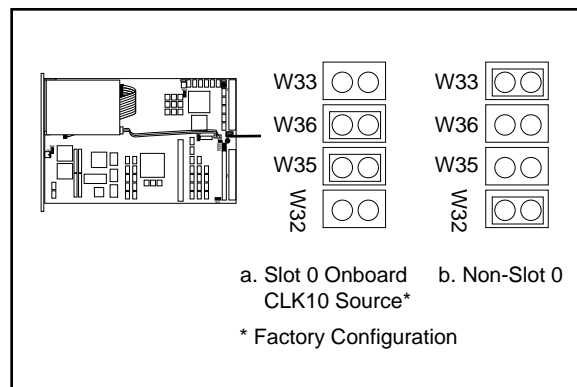 W33
W36
W35
W32
W33
W36
W35
W32
a. Slot 0 Onboard
CLK10 Source*
b. Non-Slot 0
* Factory Configuration